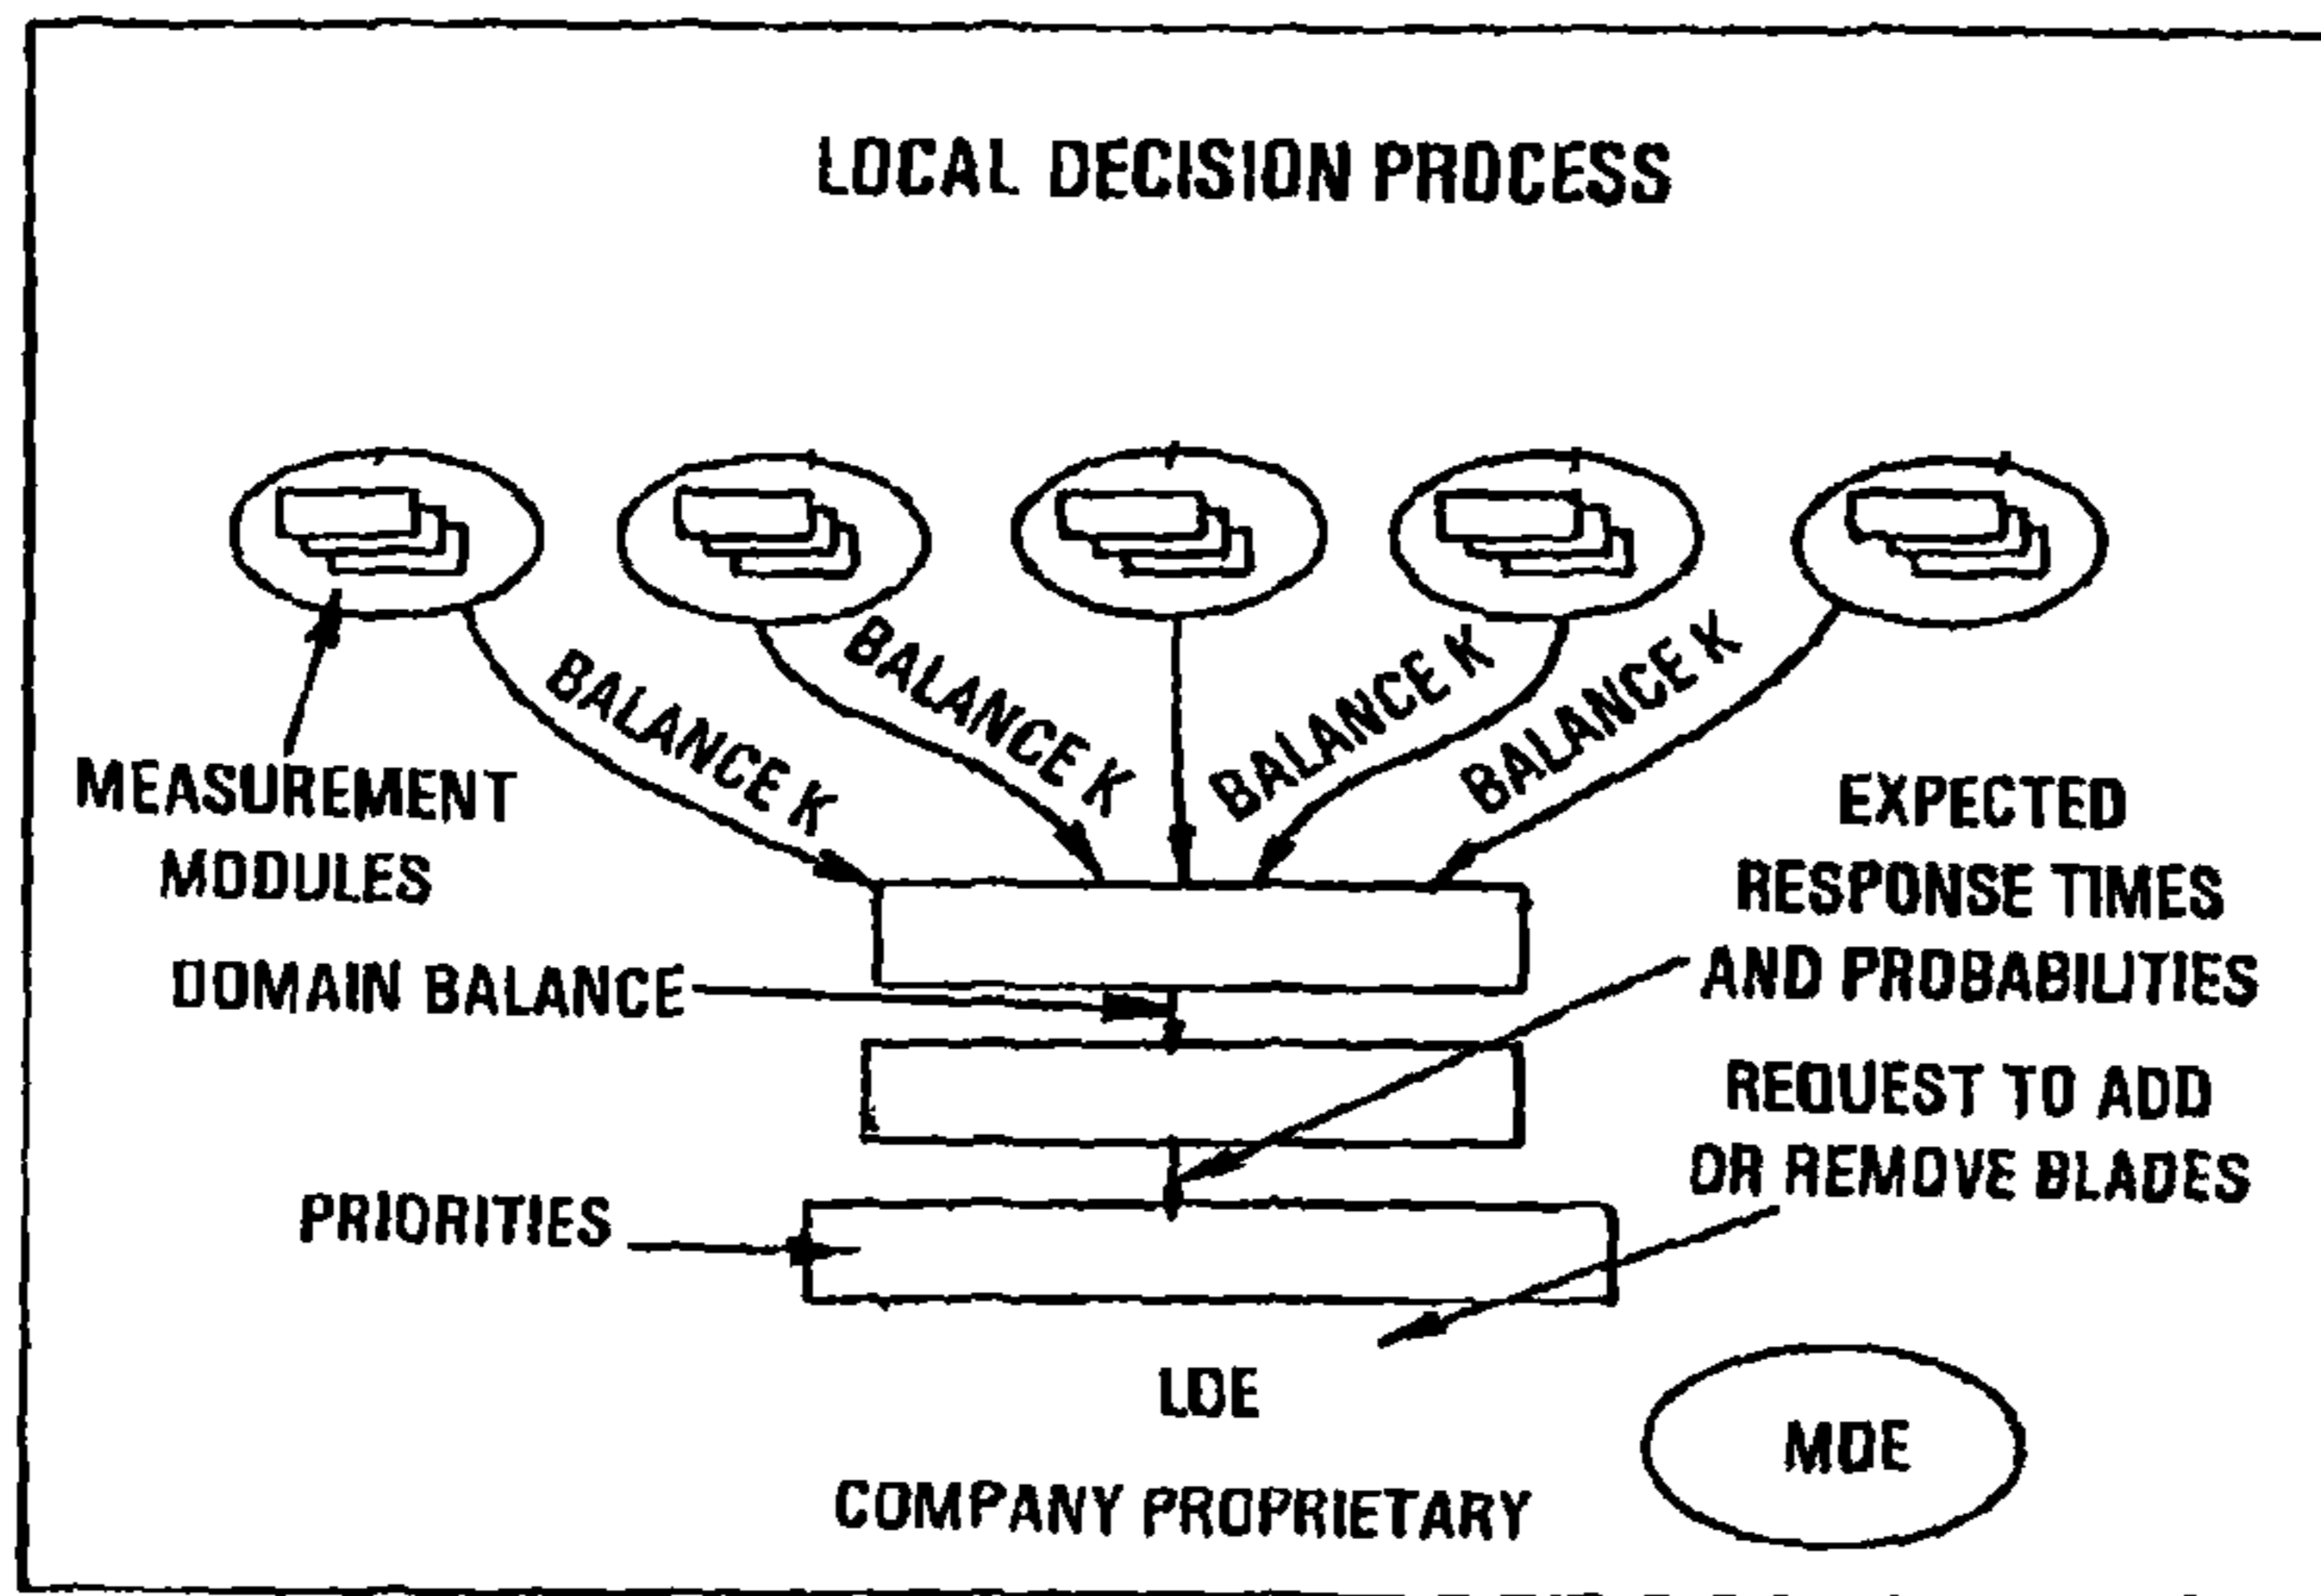 LOCAL DECISION PROCESS
BALANCE K
BALANCE K
BALANCE K
BALANCE K
MEASUREMENT
MODULES
EXPECTED
RESPONSE TIMES
AND PROBABILITIES
DOMAIN BALANCE
REQUEST TO ADD
OR REMOVE BLADES
PRIORITIES
LDE
MDE
COMPANY PROPRIETARY